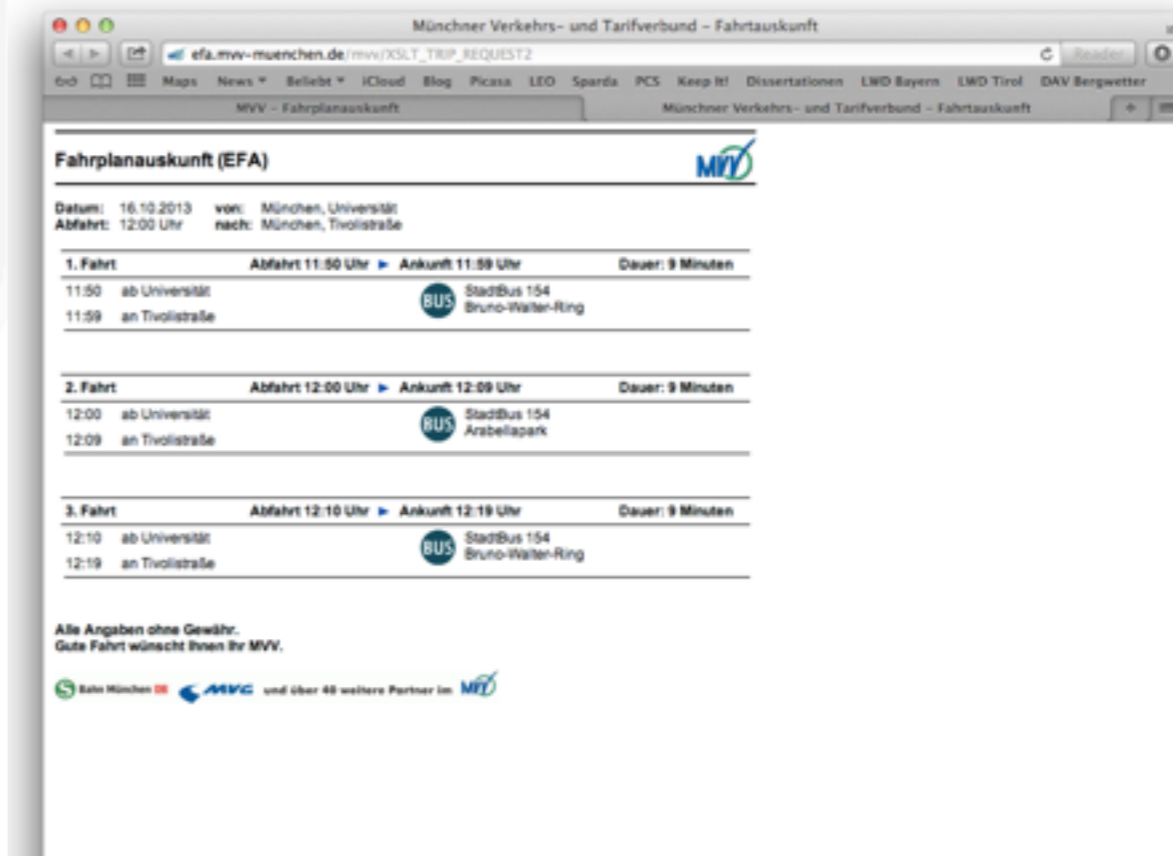 Münchner Verkehrs- und Tarifverbund – Fahrtauskunft
efa.mvv-muenchen.de/mvv/XSLT_TRIP_REQUEST2 Reader
Maps News Beliebt iCloud Blog Picasa LEO Sparda PCS Keep It! Dissertationen LWD Bayern LWD Tirol DAV Bergwetter
MVV – Fahrplanauskunft Münchner Verkehrs- und Tarifverbund – Fahrtauskunft
Fahrplanauskunft (EFA) MVV
Datum: 16.10.2013 von: München, Universität
Abfahrt: 12:00 Uhr nach: München, Tivolistraße
1. Fahrt Abfahrt 11:50 Uhr ► Ankunft 11:59 Uhr Dauer: 9 Minuten
11:50 ab Universität BUS StadtBus 154
Bruno-Walter-Ring
11:59 an Tivolistraße
2. Fahrt Abfahrt 12:00 Uhr ► Ankunft 12:09 Uhr Dauer: 9 Minuten
12:00 ab Universität BUS StadtBus 154
Arabellapark
12:09 an Tivolistraße
3. Fahrt Abfahrt 12:10 Uhr ► Ankunft 12:19 Uhr Dauer: 9 Minuten
12:10 ab Universität BUS StadtBus 154
Bruno-Walter-Ring
12:19 an Tivolistraße
Alle Angaben ohne Gewähr.
Gute Fahrt wünscht Ihnen Ihr MVV.
S Bahn München DB MVG und über 40 weitere Partner im MVV